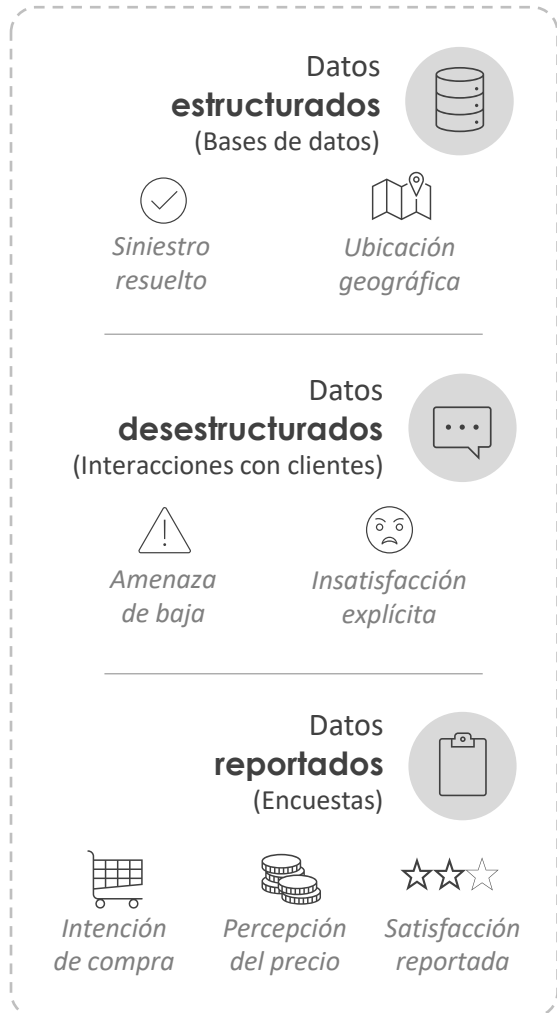 Datos
estructurados
(Bases de datos)
Siniestro
resuelto
Ubicación
geográfica
Datos
desestructurados
(Interacciones con clientes)
Amenaza
de baja
Insatisfacción
explícita
Datos
reportados
(Encuestas)
Intención
de compra
Percepción
del precio
Satisfacción
reportada